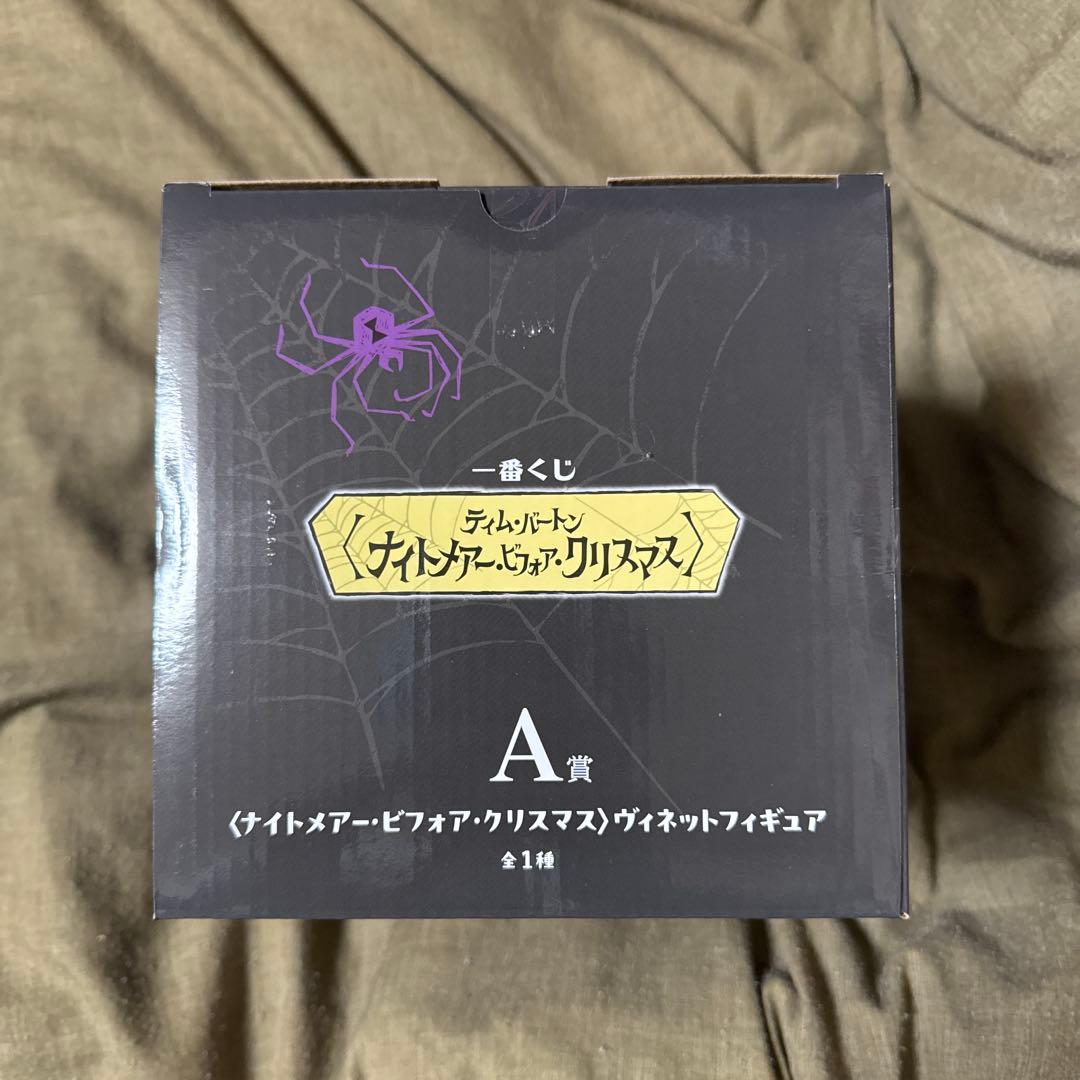 一番くじ
ティム・バートン
〈ナイトメアー・ビフォア・クリスマス〉
A賞
〈ナイトメアー・ビフォア・クリスマス〉ヴィネットフィギュア
全1種